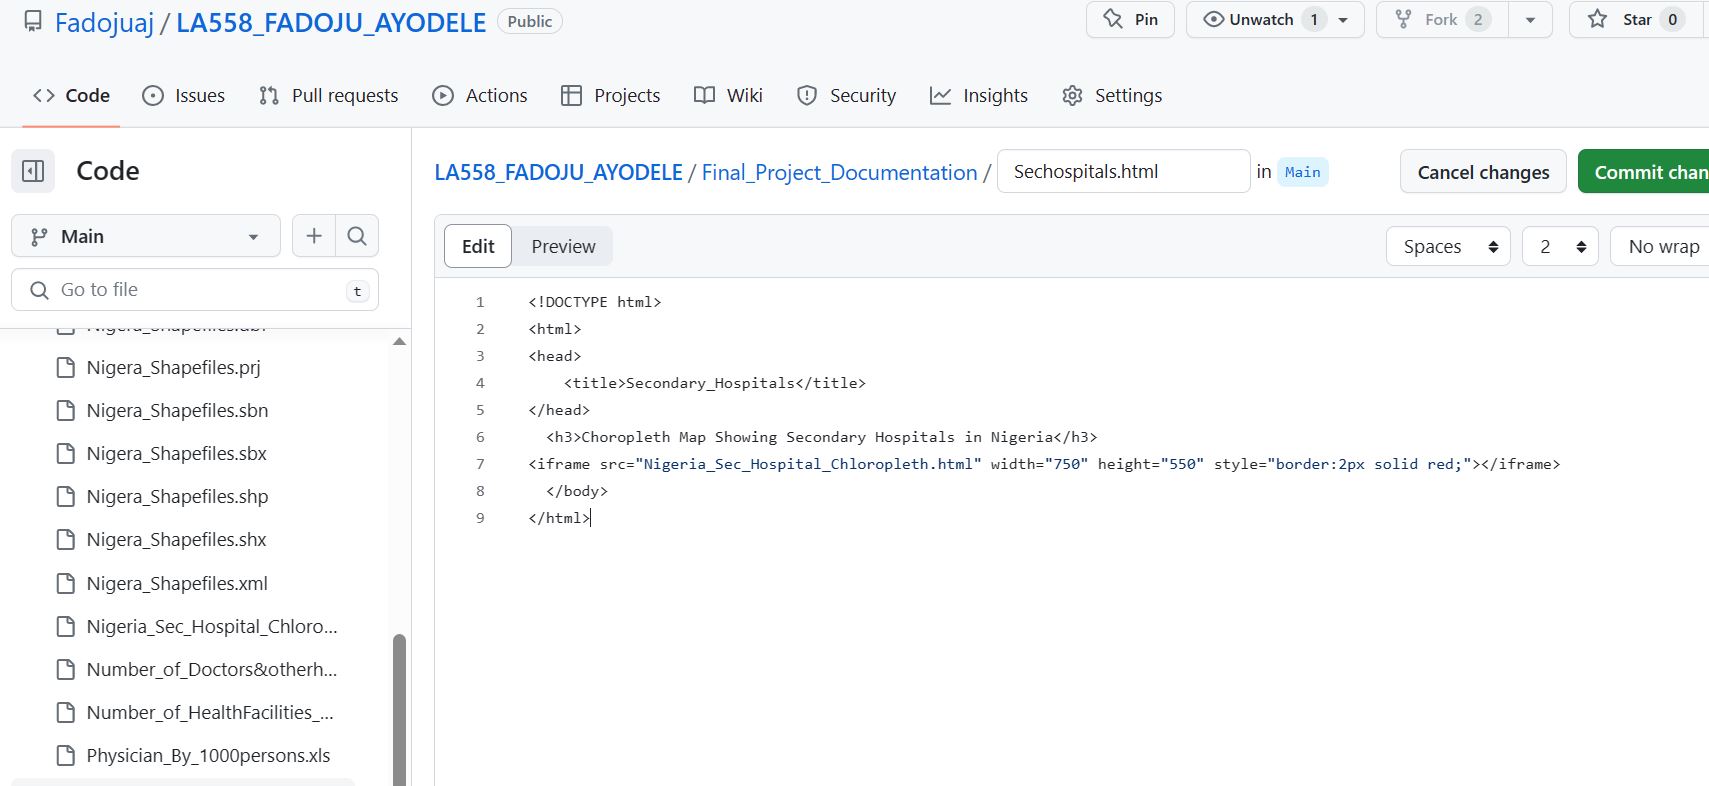 Fadojuaj / LA558_FADOJU_AYODELE Public
Pin
Unwatch 1
Fork 2
Star 0
Code
Issues
Pull requests
Actions
Projects
Wiki
Security
Insights
Settings
Code
Main
Go to file
t
Nigera_Shapefiles.prj
Nigera_Shapefiles.sbn
Nigera_Shapefiles.sbx
Nigera_Shapefiles.shp
Nigera_Shapefiles.shx
Nigera_Shapefiles.xml
Nigeria_Sec_Hospital_Chloro...
Number_of_Doctors&otherh...
Number_of_HealthFacilities_...
Physician_By_1000persons.xls
LA558_FADOJU_AYODELE / Final_Project_Documentation / Sechospitals.html in Main
Cancel changes
Commit chan
Edit
Preview
Spaces
2
No wrap
1 <!DOCTYPE html>
2 <html>
3 <head>
4 <title>Secondary_Hospitals</title>
5 </head>
6 <h3>Choropleth Map Showing Secondary Hospitals in Nigeria</h3>
7 <iframe src="Nigeria_Sec_Hospital_Chloropleth.html" width="750" height="550" style="border:2px solid red;"></iframe>
8 </body>
9 </html>